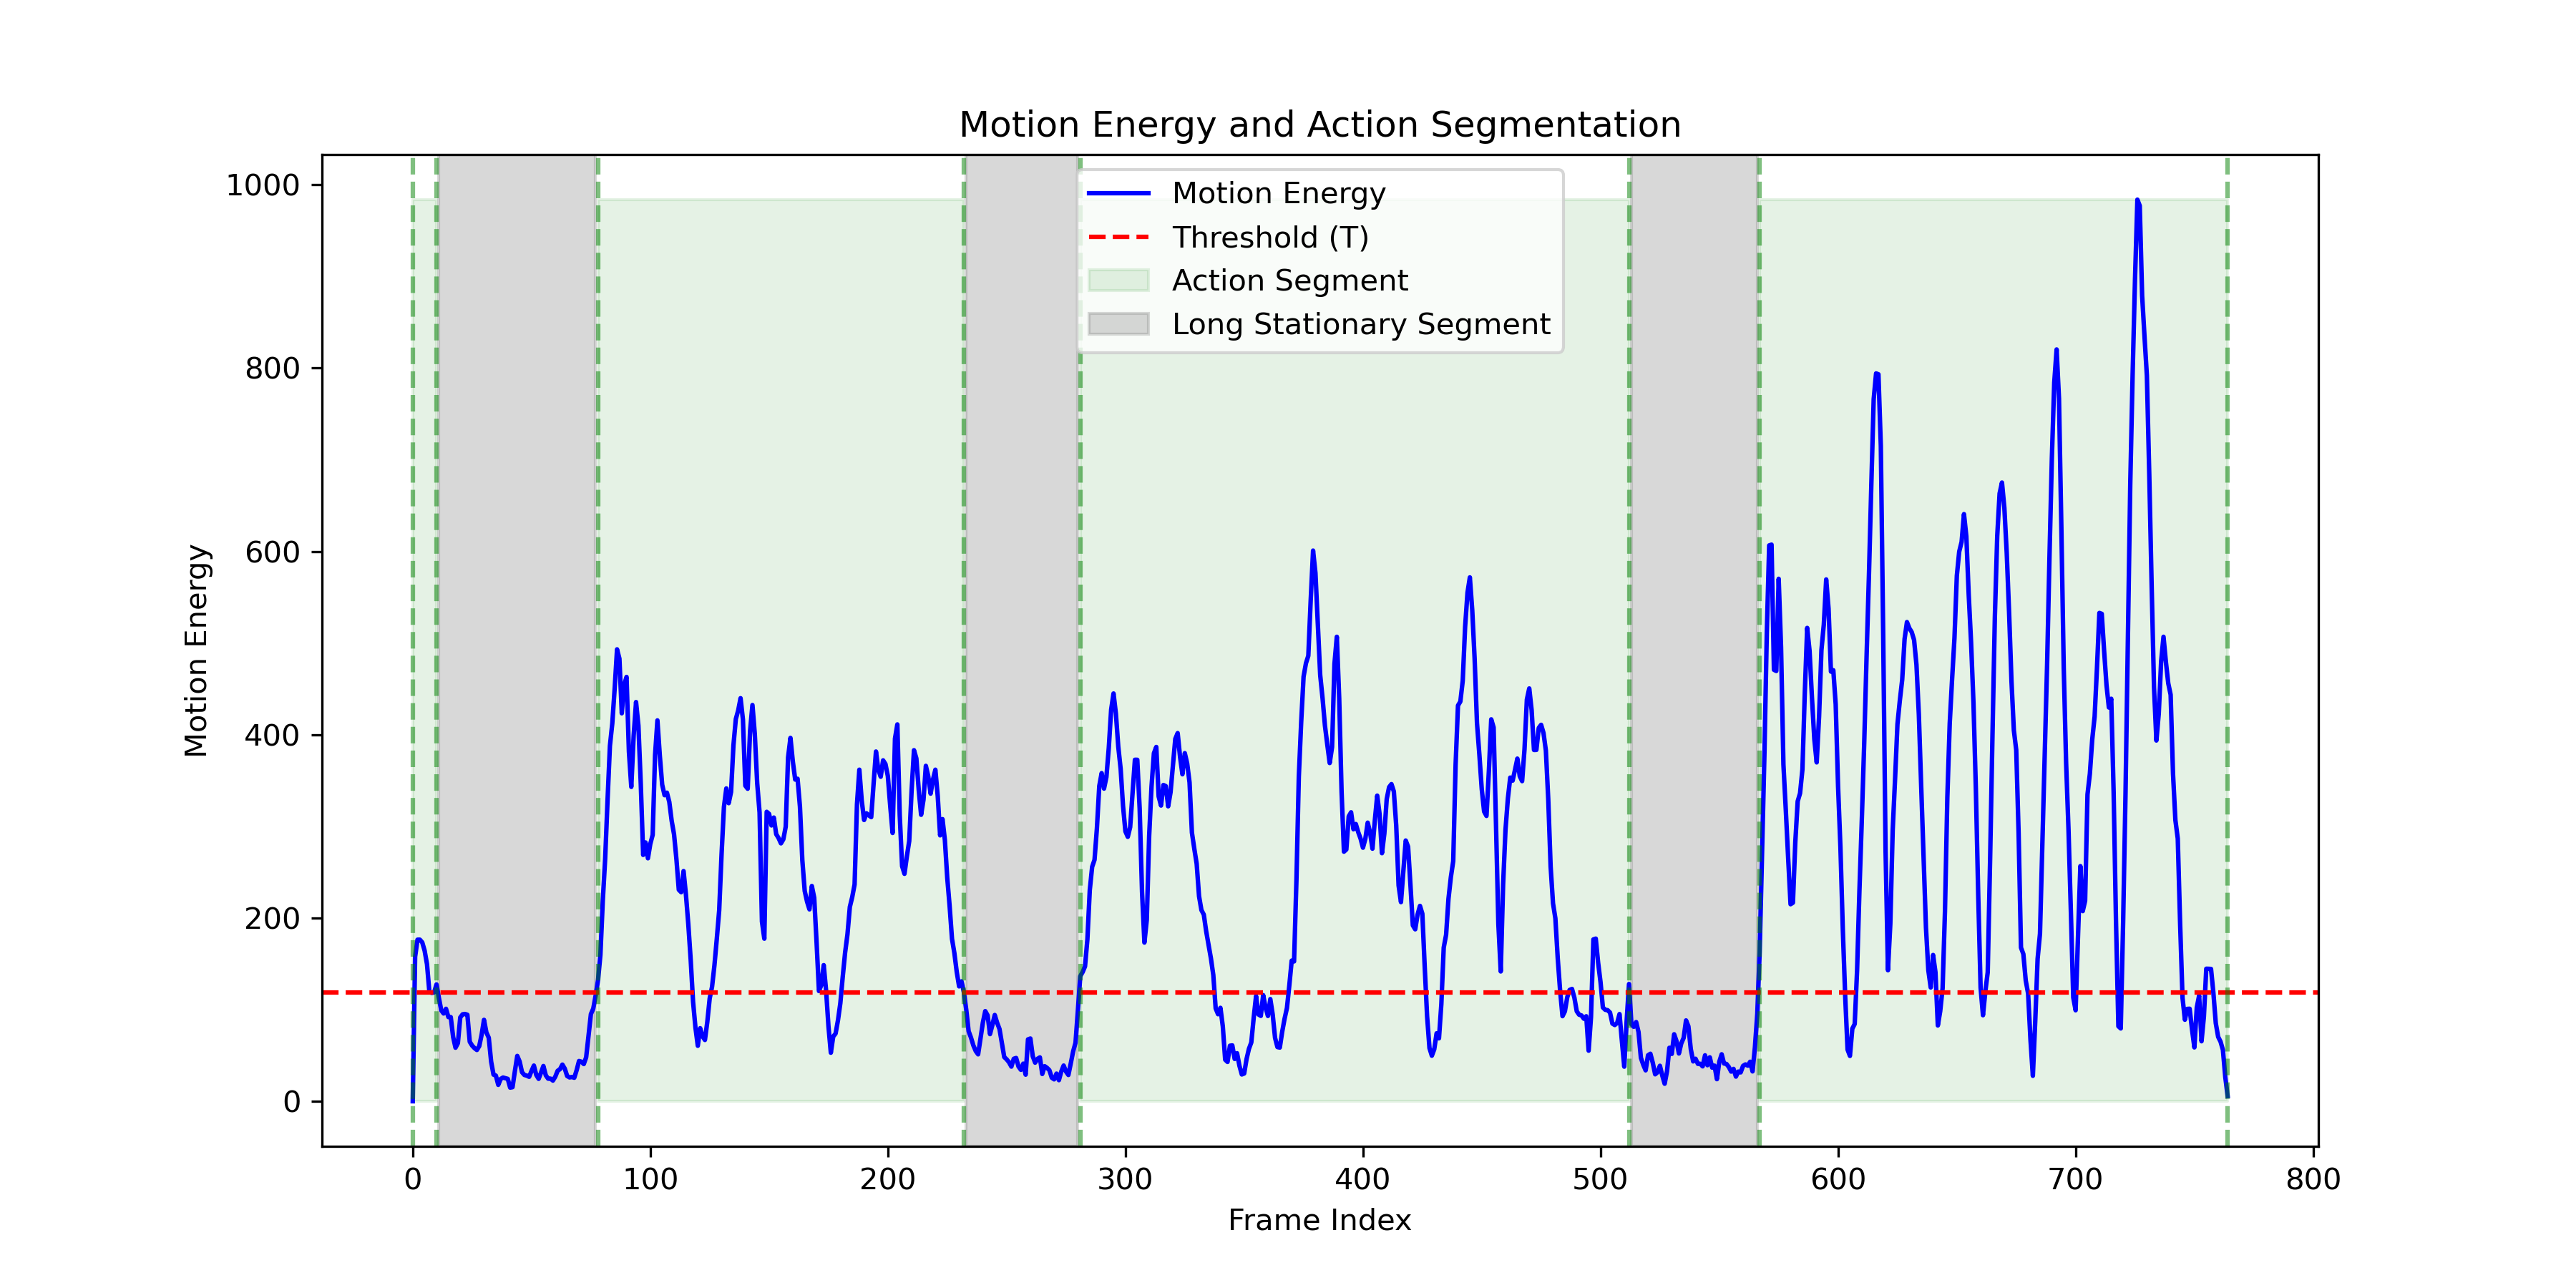 Motion Energy and Action Segmentation
Motion Energy
Threshold (T)
Action Segment
Long Stationary Segment
Motion Energy
1000
800
600
400
200
0
0 100 200 300 400 500 600 700 800
Frame Index